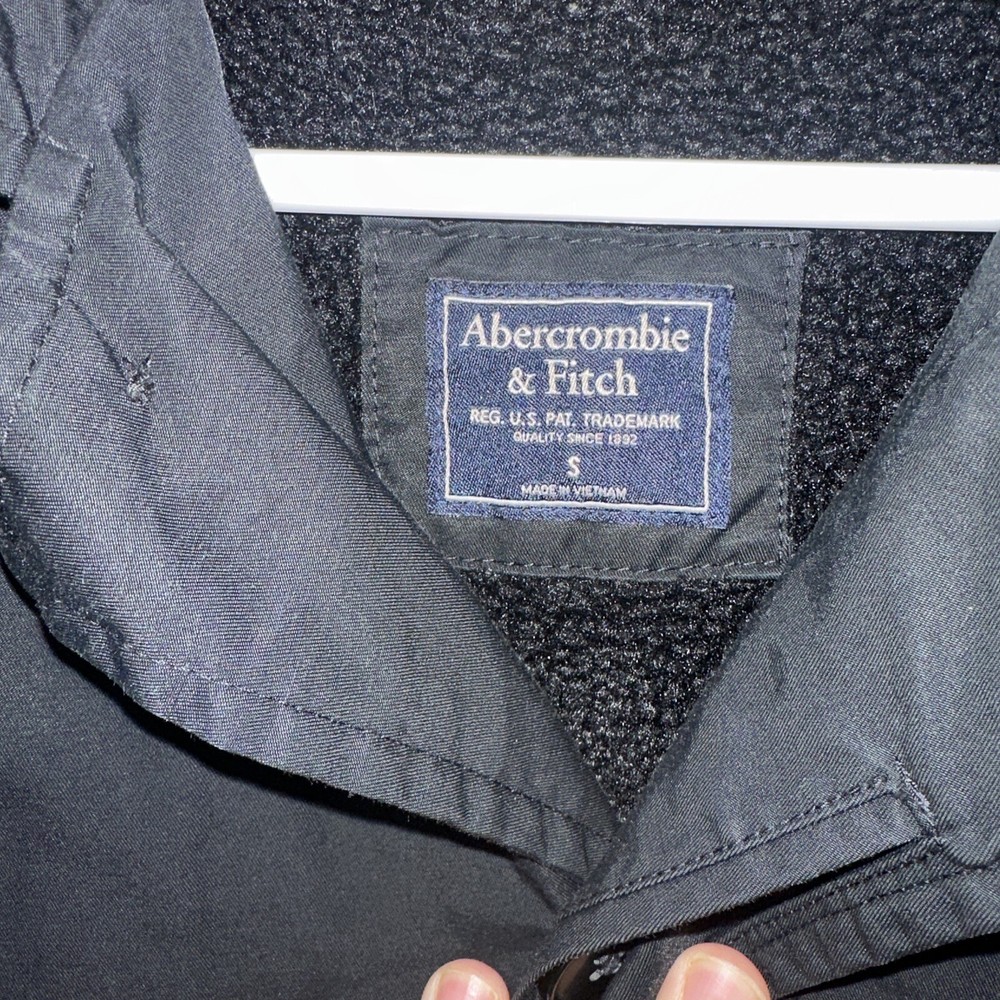 Abercrombie
& Fitch
REG. U.S. PAT. TRADEMARK
QUALITY SINCE 1892
S
MADE IN VIETNAM